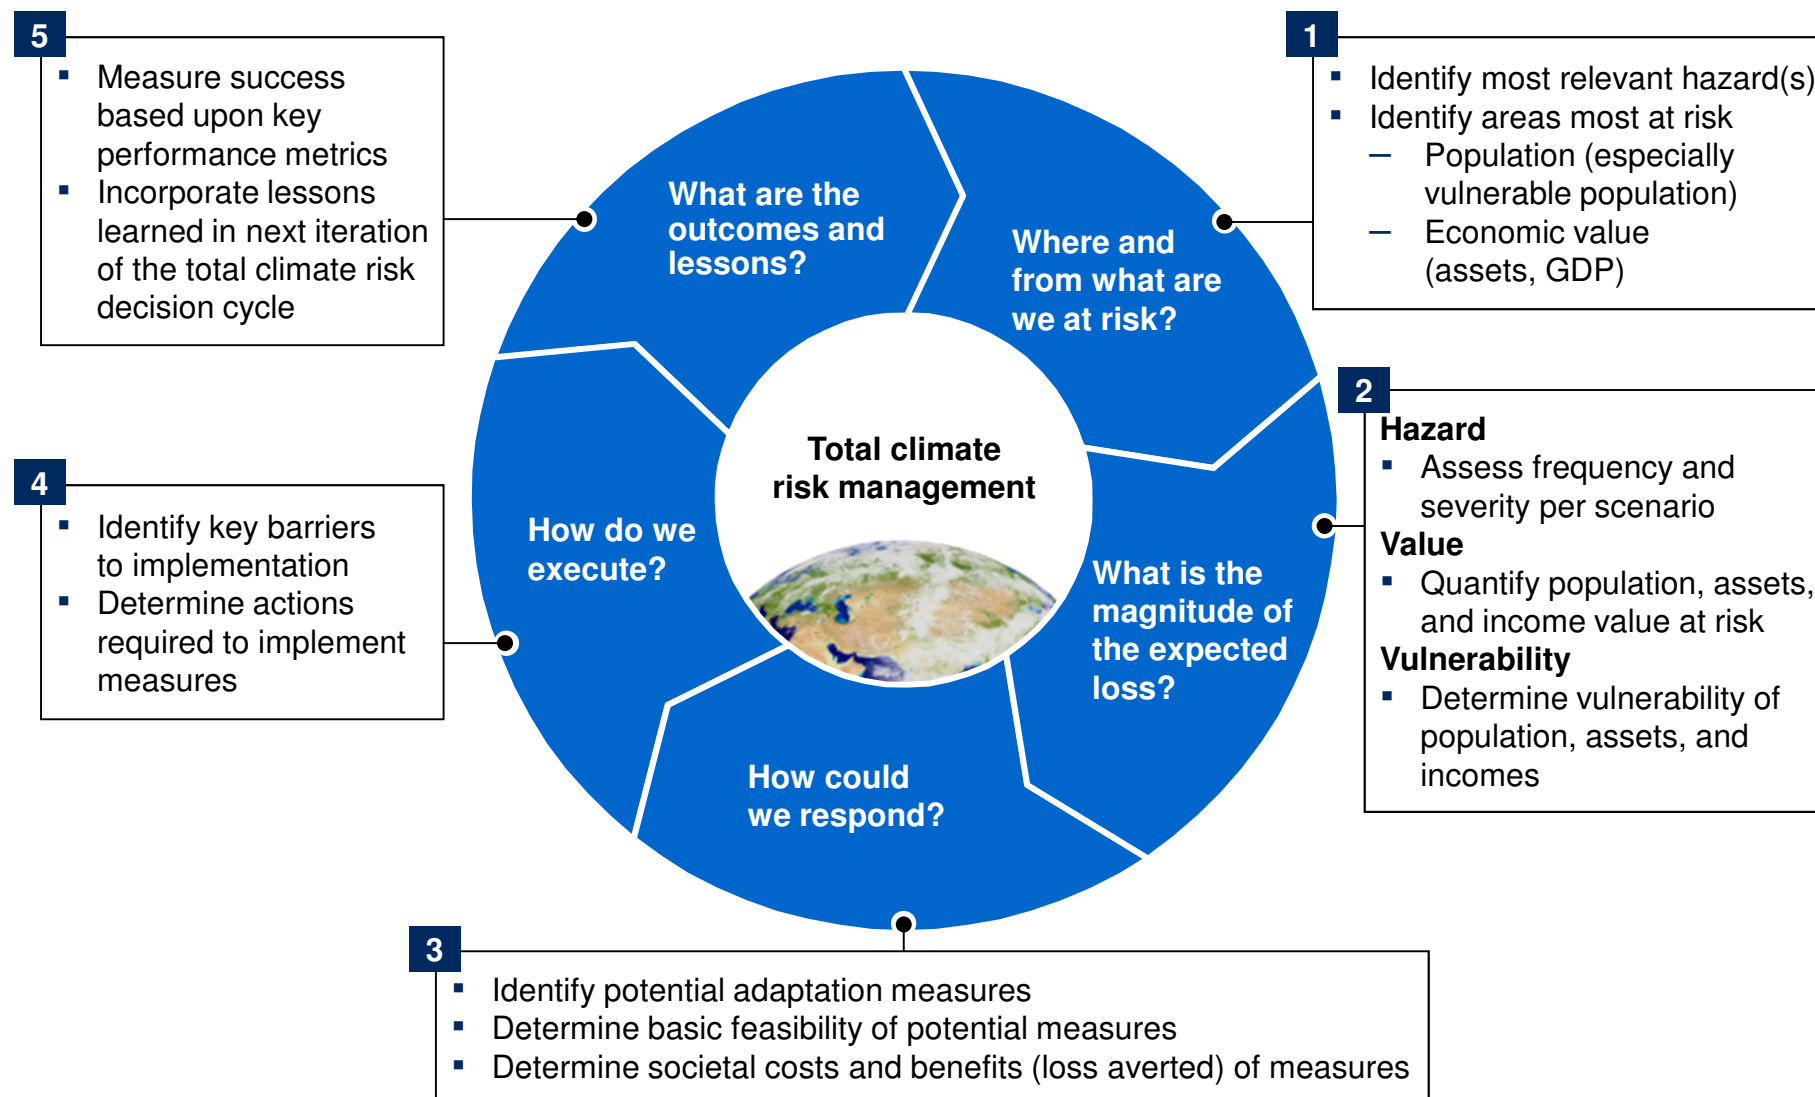 5
Measure success
based upon key
performance metrics
Incorporate lessons
learned in next iteration
of the total climate risk
decision cycle
1
Identify most relevant hazard(s)
Identify areas most at risk
– Population (especially
vulnerable population)
– Economic value
(assets, GDP)
What are the
outcomes and
lessons?
Where and
from what are
we at risk?
2
Hazard
Assess frequency and
severity per scenario
Value
Quantify population, assets,
and income value at risk
Vulnerability
Determine vulnerability of
population, assets, and
incomes
Total climate
risk management
4
Identify key barriers
to implementation
Determine actions
required to implement
measures
How do we
execute?
What is the
magnitude of
the expected
loss?
How could
we respond?
3
Identify potential adaptation measures
Determine basic feasibility of potential measures
Determine societal costs and benefits (loss averted) of measures